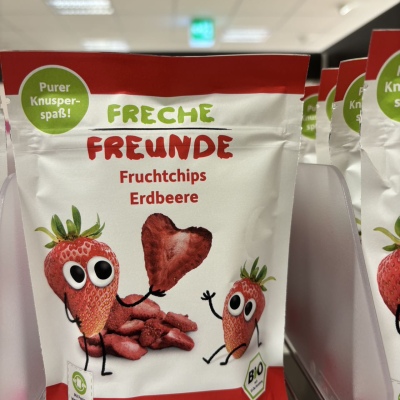 Purer
Knusper-
spaß!
FRECHE
FREUNDE
Fruchtchips
Erdbeere
BIO